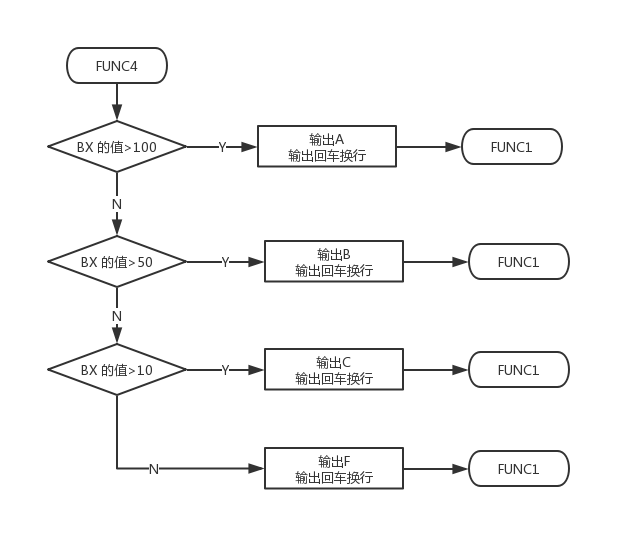 FUNC4
BX 的值>100
Y
输出A
输出回车换行
FUNC1
N
BX 的值>50
Y
输出B
输出回车换行
FUNC1
N
BX 的值>10
Y
输出C
输出回车换行
FUNC1
N
输出F
输出回车换行
FUNC1